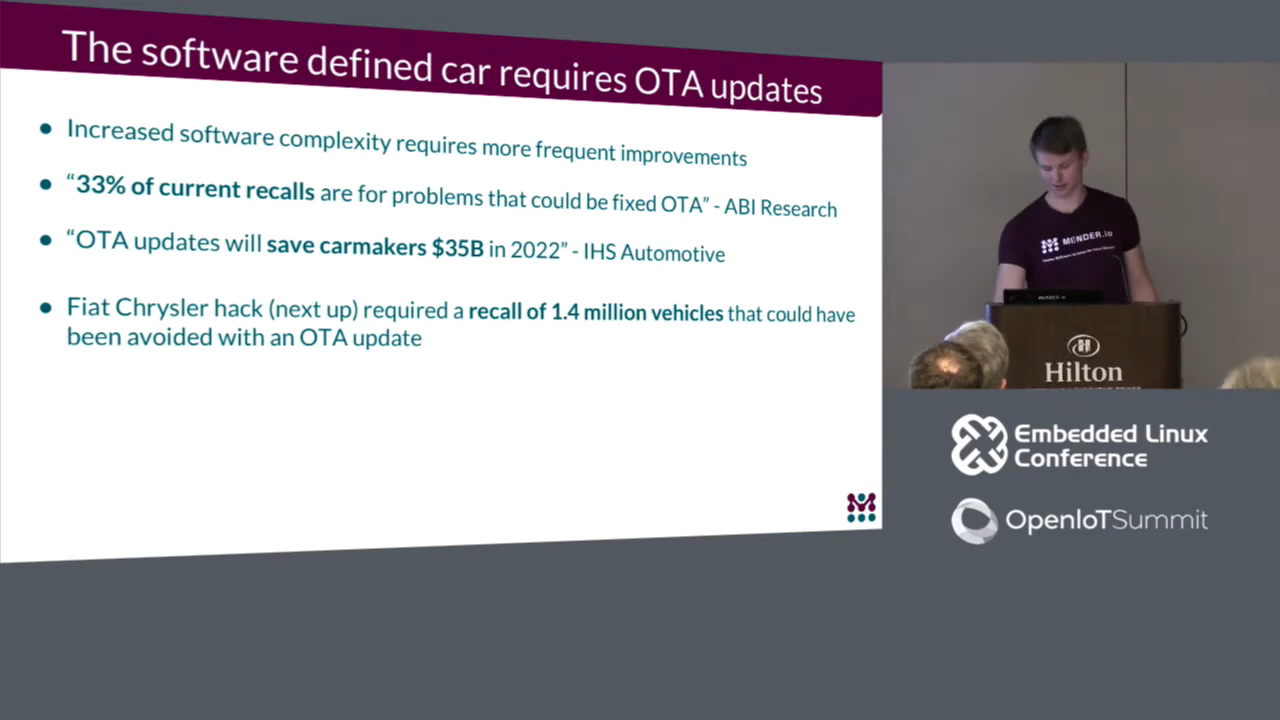 The software defined car requires OTA updates
● Increased software complexity requires more frequent improvements
● “33% of current recalls are for problems that could be fixed OTA” - ABI Research
● “OTA updates will save carmakers $35B in 2022” - IHS Automotive
● Fiat Chrysler hack (next up) required a recall of 1.4 million vehicles that could have
been avoided with an OTA update
MENDER.io
Hilton
Embedded Linux
Conference
OpenIoTSummit